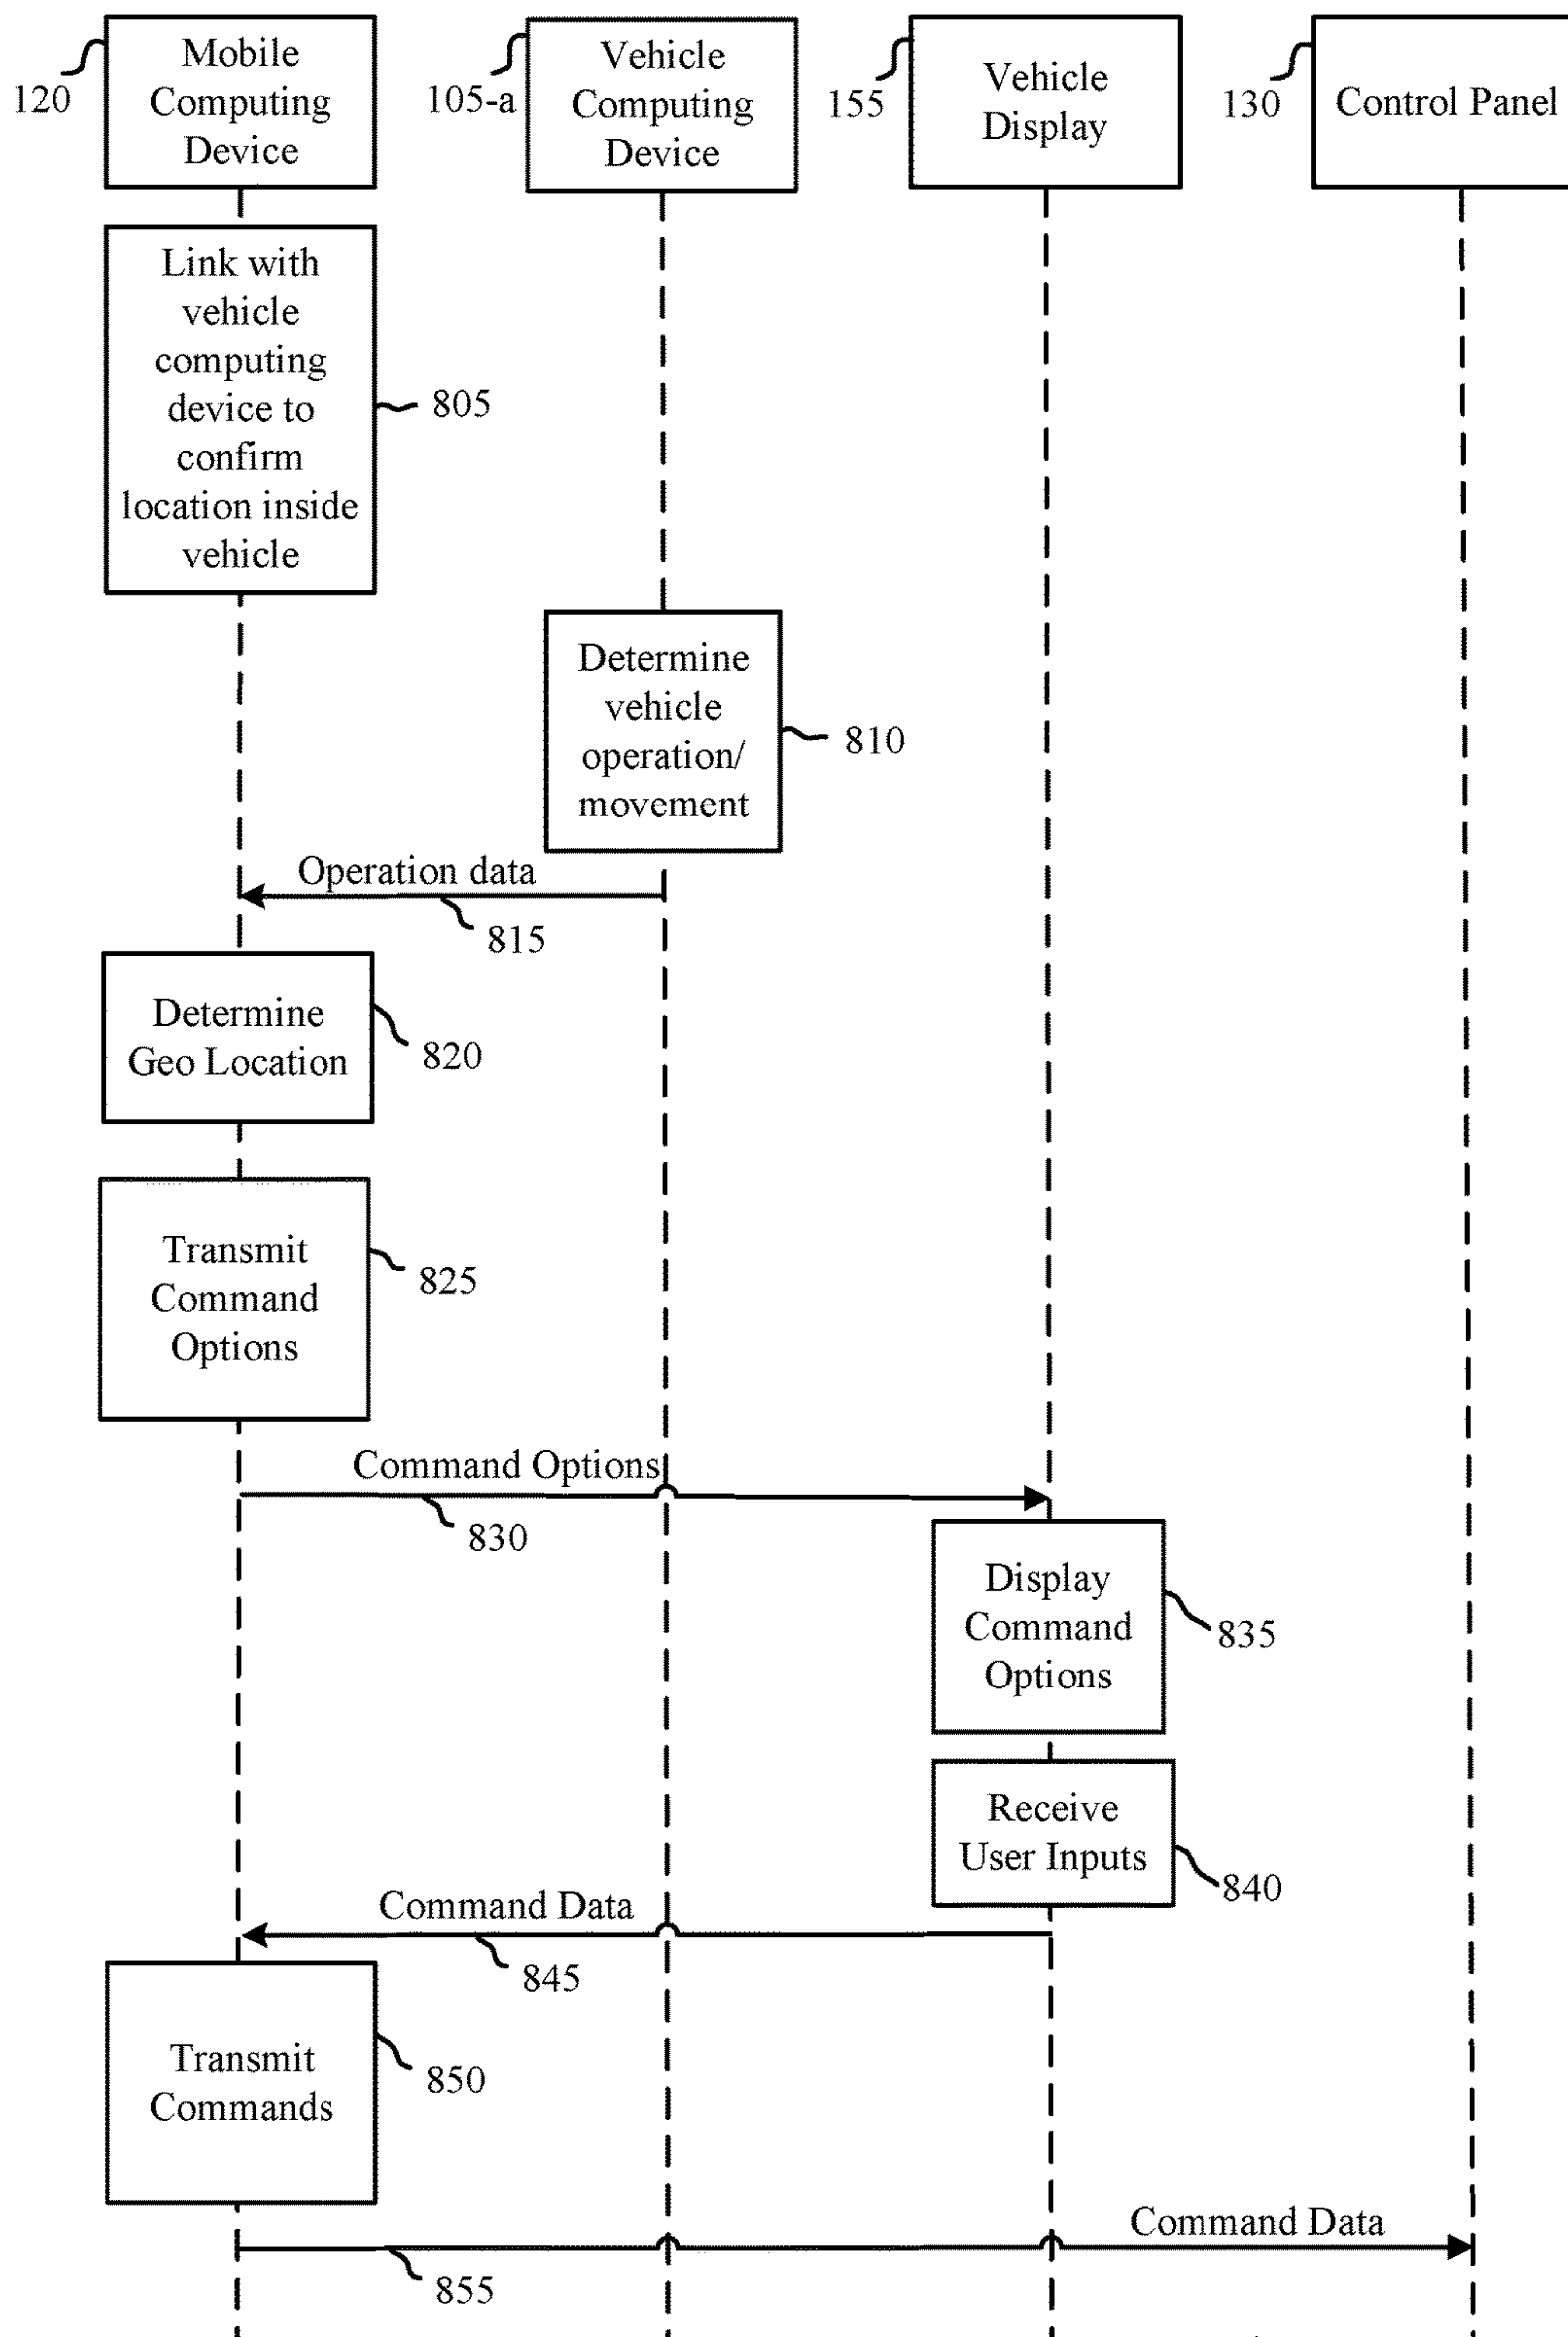 Mobile
Computing
Device
120
Vehicle
Computing
Device
105-a
Vehicle
Display
155
Control Panel
130
Link with
vehicle
computing
device to
confirm
location inside
vehicle
805
Determine
vehicle
operation/
movement
810
Operation data
815
Determine
Geo Location
820
Transmit
Command
Options
825
Command Options
830
Display
Command
Options
835
Receive
User Inputs
840
Command Data
845
Transmit
Commands
850
Command Data
855